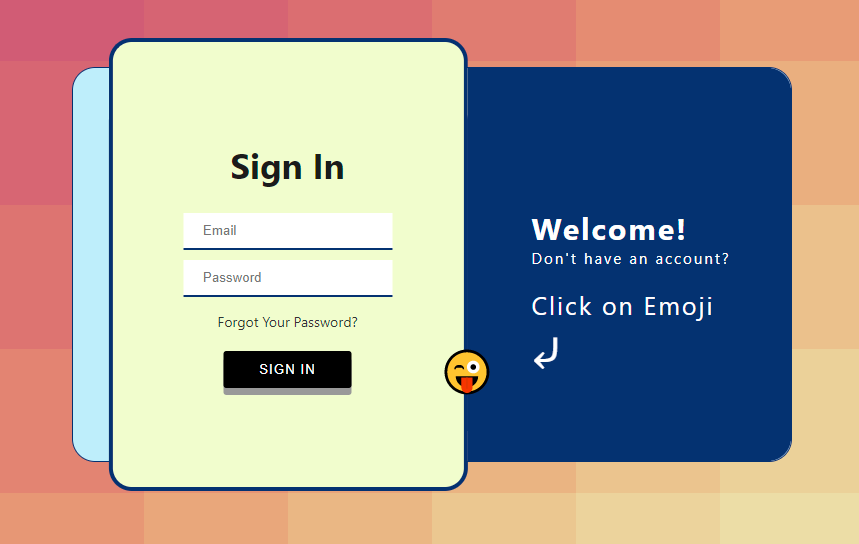 Sign In
Email
Password
Forgot Your Password?
SIGN IN
Welcome!
Don't have an account?
Click on Emoji